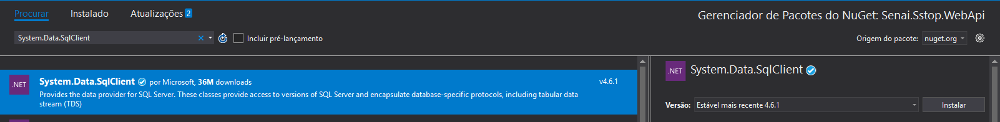 Procurar Instalado Atualizações 2
Gerenciador de Pacotes do NuGet: Senai.Sstop.WebApi
System.Data.SqlClient
Incluir pré-lançamento
Origem do pacote: nuget.org
.NET
System.Data.SqlClient por Microsoft, 36M downloads
v4.6.1
Provides the data provider for SQL Server. These classes provide access to versions of SQL Server and encapsulate database-specific protocols, including tabular data
stream (TDS)
.NET
System.Data.SqlClient
Versão: Estável mais recente 4.6.1
Instalar